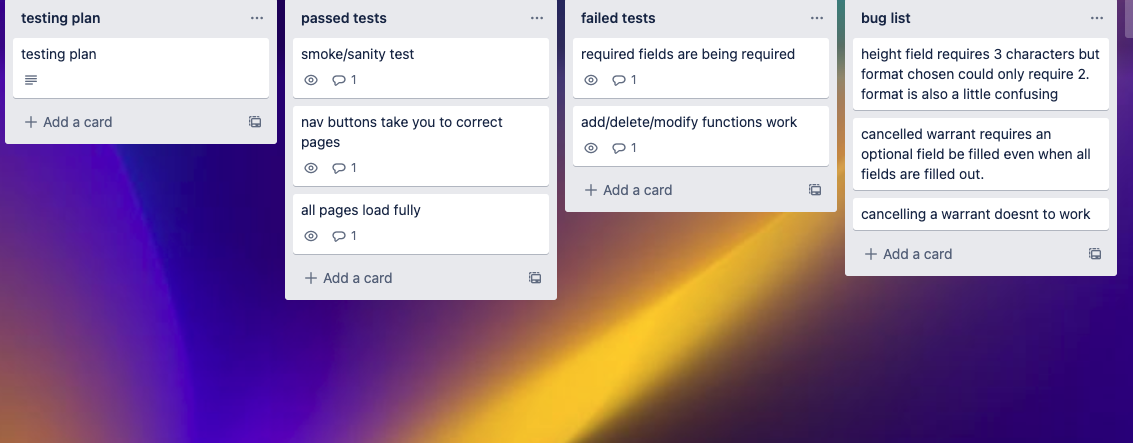 testing plan
testing plan
Add a card
passed tests
smoke/sanity test
1
nav buttons take you to correct
pages
1
all pages load fully
1
Add a card
failed tests
required fields are being required
1
add/delete/modify functions work
1
Add a card
bug list
height field requires 3 characters but
format chosen could only require 2.
format is also a little confusing
cancelled warrant requires an
optional field be filled even when all
fields are filled out.
cancelling a warrant doesnt to work
Add a card